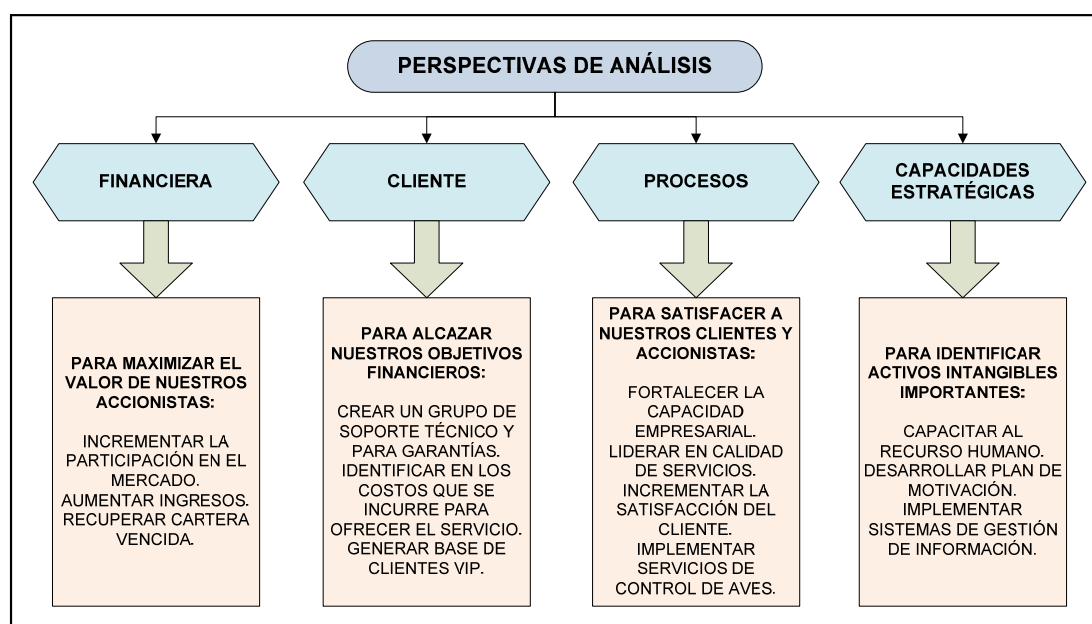 PERSPECTIVAS DE ANÁLISIS
FINANCIERA
CLIENTE
PROCESOS
CAPACIDADES
ESTRATÉGICAS
PARA MAXIMIZAR EL
VALOR DE NUESTROS
ACCIONISTAS:
INCREMENTAR LA
PARTICIPACIÓN EN EL
MERCADO.
AUMENTAR INGRESOS.
RECUPERAR CARTERA
VENCIDA.
PARA ALCAZAR
NUESTROS OBJETIVOS
FINANCIEROS:
CREAR UN GRUPO DE
SOPORTE TÉCNICO Y
PARA GARANTÍAS.
IDENTIFICAR EN LOS
COSTOS QUE SE
INCURRE PARA
OFRECER EL SERVICIO.
GENERAR BASE DE
CLIENTES VIP.
PARA SATISFACER A
NUESTROS CLIENTES Y
ACCIONISTAS:
FORTALECER LA
CAPACIDAD
EMPRESARIAL.
LIDERAR EN CALIDAD
DE SERVICIOS.
INCREMENTAR LA
SATISFACCIÓN DEL
CLIENTE.
IMPLEMENTAR
SERVICIOS DE
CONTROL DE AVES.
PARA IDENTIFICAR
ACTIVOS INTANGIBLES
IMPORTANTES:
CAPACITAR AL
RECURSO HUMANO.
DESARROLLAR PLAN DE
MOTIVACIÓN.
IMPLEMENTAR
SISTEMAS DE GESTIÓN
DE INFORMACIÓN.